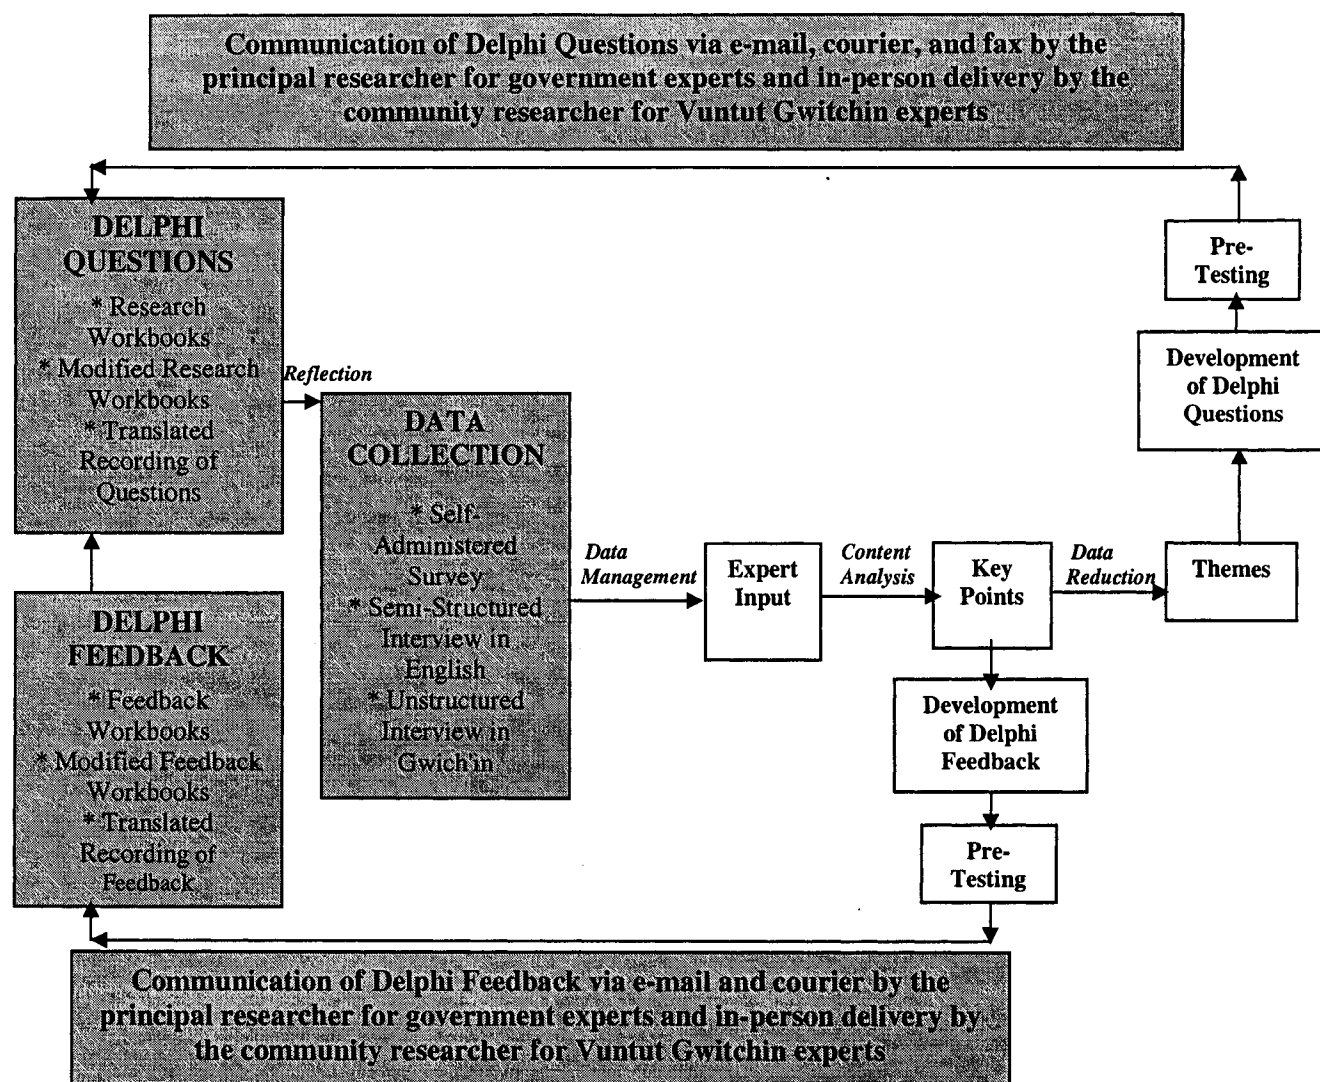 Communication of Delphi Questions via e-mail, courier, and fax by the
principal researcher for government experts and in-person delivery by the
community researcher for Vuntut Gwitchin experts
DELPHI
QUESTIONS
* Research
Workbooks
* Modified Research
Workbooks
* Translated
Recording of
Questions
Reflection
DELPHI
FEEDBACK
* Feedback
Workbooks
* Modified Feedback
Workbooks
* Translated
Recording of
Feedback
DATA
COLLECTION
* Self-
Administered
Survey
* Semi-Structured
Interview in
English
* Unstructured
Interview in
Gwich'in
Data
Management
Expert
Input
Content
Analysis
Key
Points
Data
Reduction
Themes
Development
of Delphi
Questions
Pre-
Testing
Development
of Delphi
Feedback
Pre-
Testing
Communication of Delphi Feedback via e-mail and courier by the
principal researcher for government experts and in-person delivery by
the community researcher for Vuntut Gwitchin experts